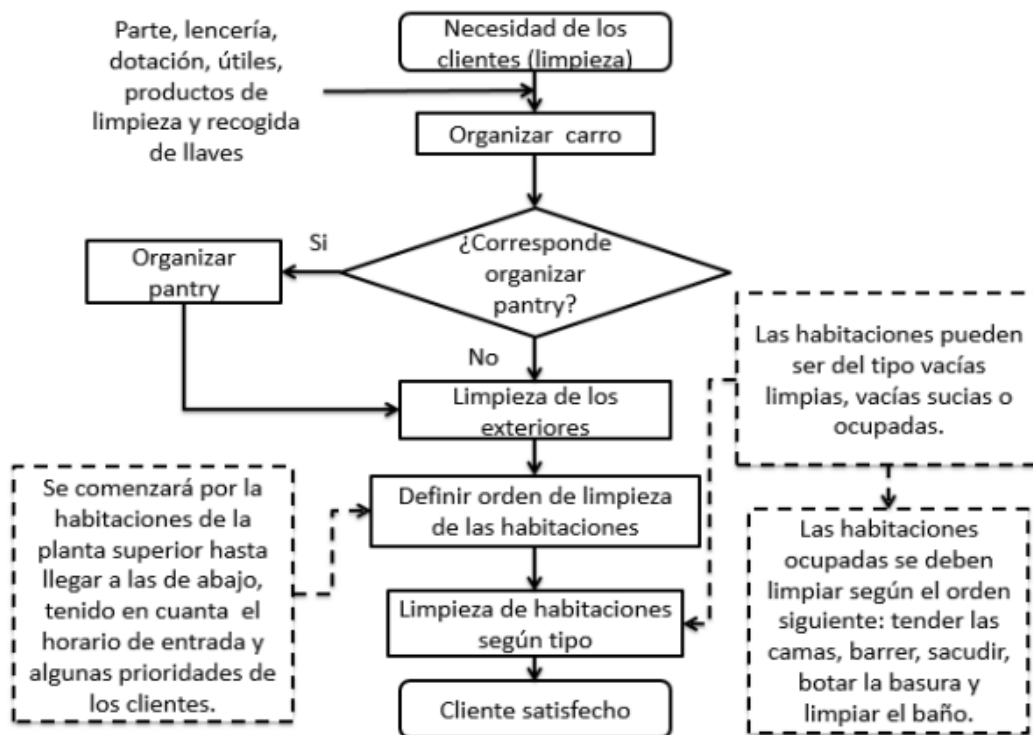 Parte, lencería,
dotación, útiles,
productos de
limpieza y recogida
de llaves
Necesidad de los
clientes (limpieza)
Organizar carro
¿Corresponde
organizar
pantry?
Si
Organizar
pantry
No
Limpieza de los
exteriores
Las habitaciones pueden
ser del tipo vacías
limpias, vacías sucias o
ocupadas.
Se comenzará por la
habitaciones de la
planta superior hasta
llegar a las de abajo,
tenido en cuanta el
horario de entrada y
algunas prioridades de
los clientes.
Definir orden de limpieza
de las habitaciones
Las habitaciones
ocupadas se deben
limpiar según el orden
siguiente: tender las
camas, barrer, sacudir,
botar la basura y
limpiar el baño.
Limpieza de habitaciones
según tipo
Cliente satisfecho